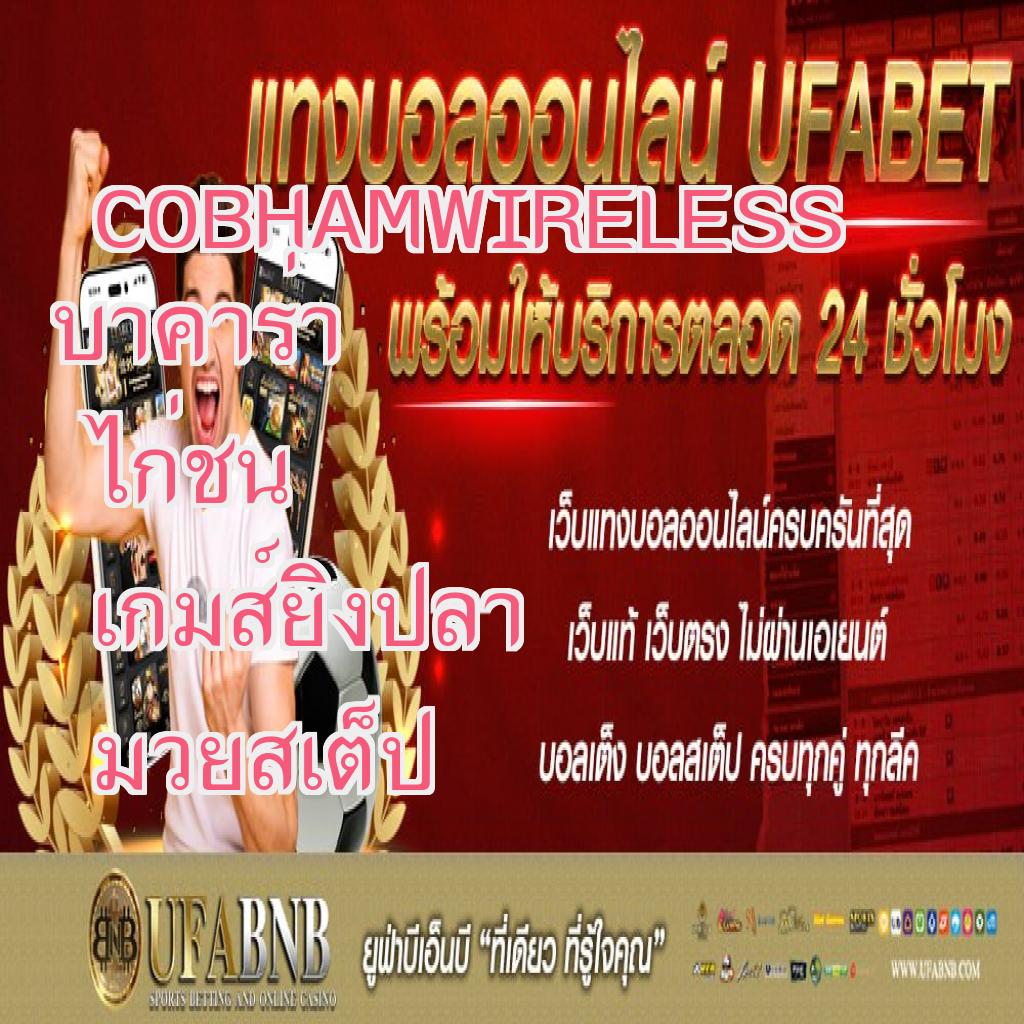 แทงบอลออนไลน์ UFABET
COBHAMWIRELESS
พร้อมให้บริการตลอด 24 ชั่วโมง
บาคาร่า
ไก่ชน
เกมส์ยิงปลา
มวยสเต็ป
เว็บแทงบอลออนไลน์ครบครันที่สุด
เว็บแท้ เว็บตรง ไม่ผ่านเอเยนต์
บอลเต็ง บอลสเต็ป ครบทุกคู่ ทุกลีค
BNB
UFABNB
SPORTS BETTING AND ONLINE CASINO
ยูฟ่าบีเอ็นบี “ที่เดียว ที่รู้ใจคุณ”
WWW.UFABNB.COM